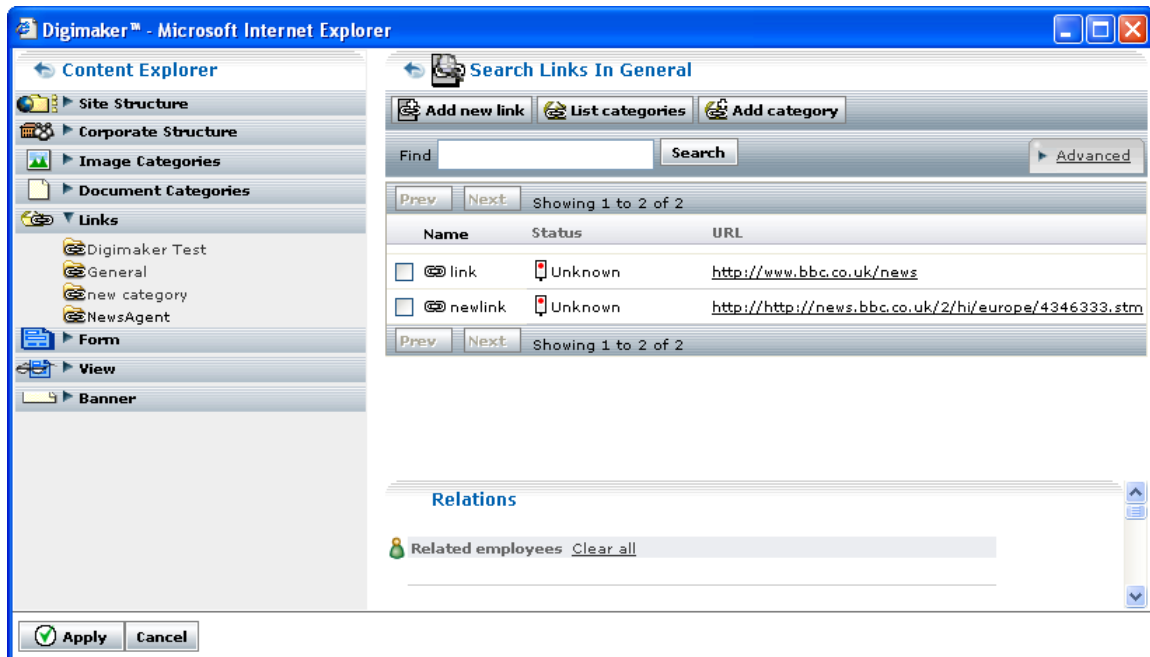 Digimaker™ - Microsoft Internet Explorer
Content Explorer
Site Structure
Corporate Structure
Image Categories
Document Categories
Links
Digimaker Test
General
new category
NewsAgent
Form
View
Banner
Search Links In General
Add new link List categories Add category
Find Search Advanced
Prev Next Showing 1 to 2 of 2
Name Status URL
link Unknown http://www.bbc.co.uk/news
newlink Unknown http://http://news.bbc.co.uk/2/hi/europe/4346333.stm
Prev Next Showing 1 to 2 of 2
Relations
Related employees Clear all
Apply Cancel